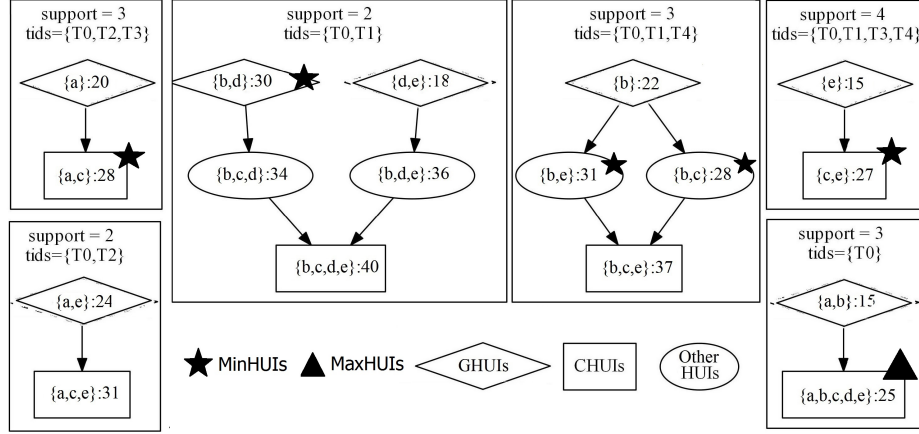 support = 3
tids={T0,T2,T3}
{a}:20
{a,c}:28
support = 2
tids={T0,T1}
{b,d}:30
{d,e}:18
{b,c,d}:34
{b,d,e}:36
{b,c,d,e}:40
support = 3
tids={T0,T1,T4}
{b}:22
{b,e}:31
{b,c}:28
{b,c,e}:37
support = 4
tids={T0,T1,T3,T4}
{e}:15
{c,e}:27
support = 2
tids={T0,T2}
{a,e}:24
{a,c,e}:31
support = 3
tids={T0}
{a,b}:15
{a,b,c,d,e}:25
MinHUIs
MaxHUIs
GHUIs
CHUIs
Other
HUIs